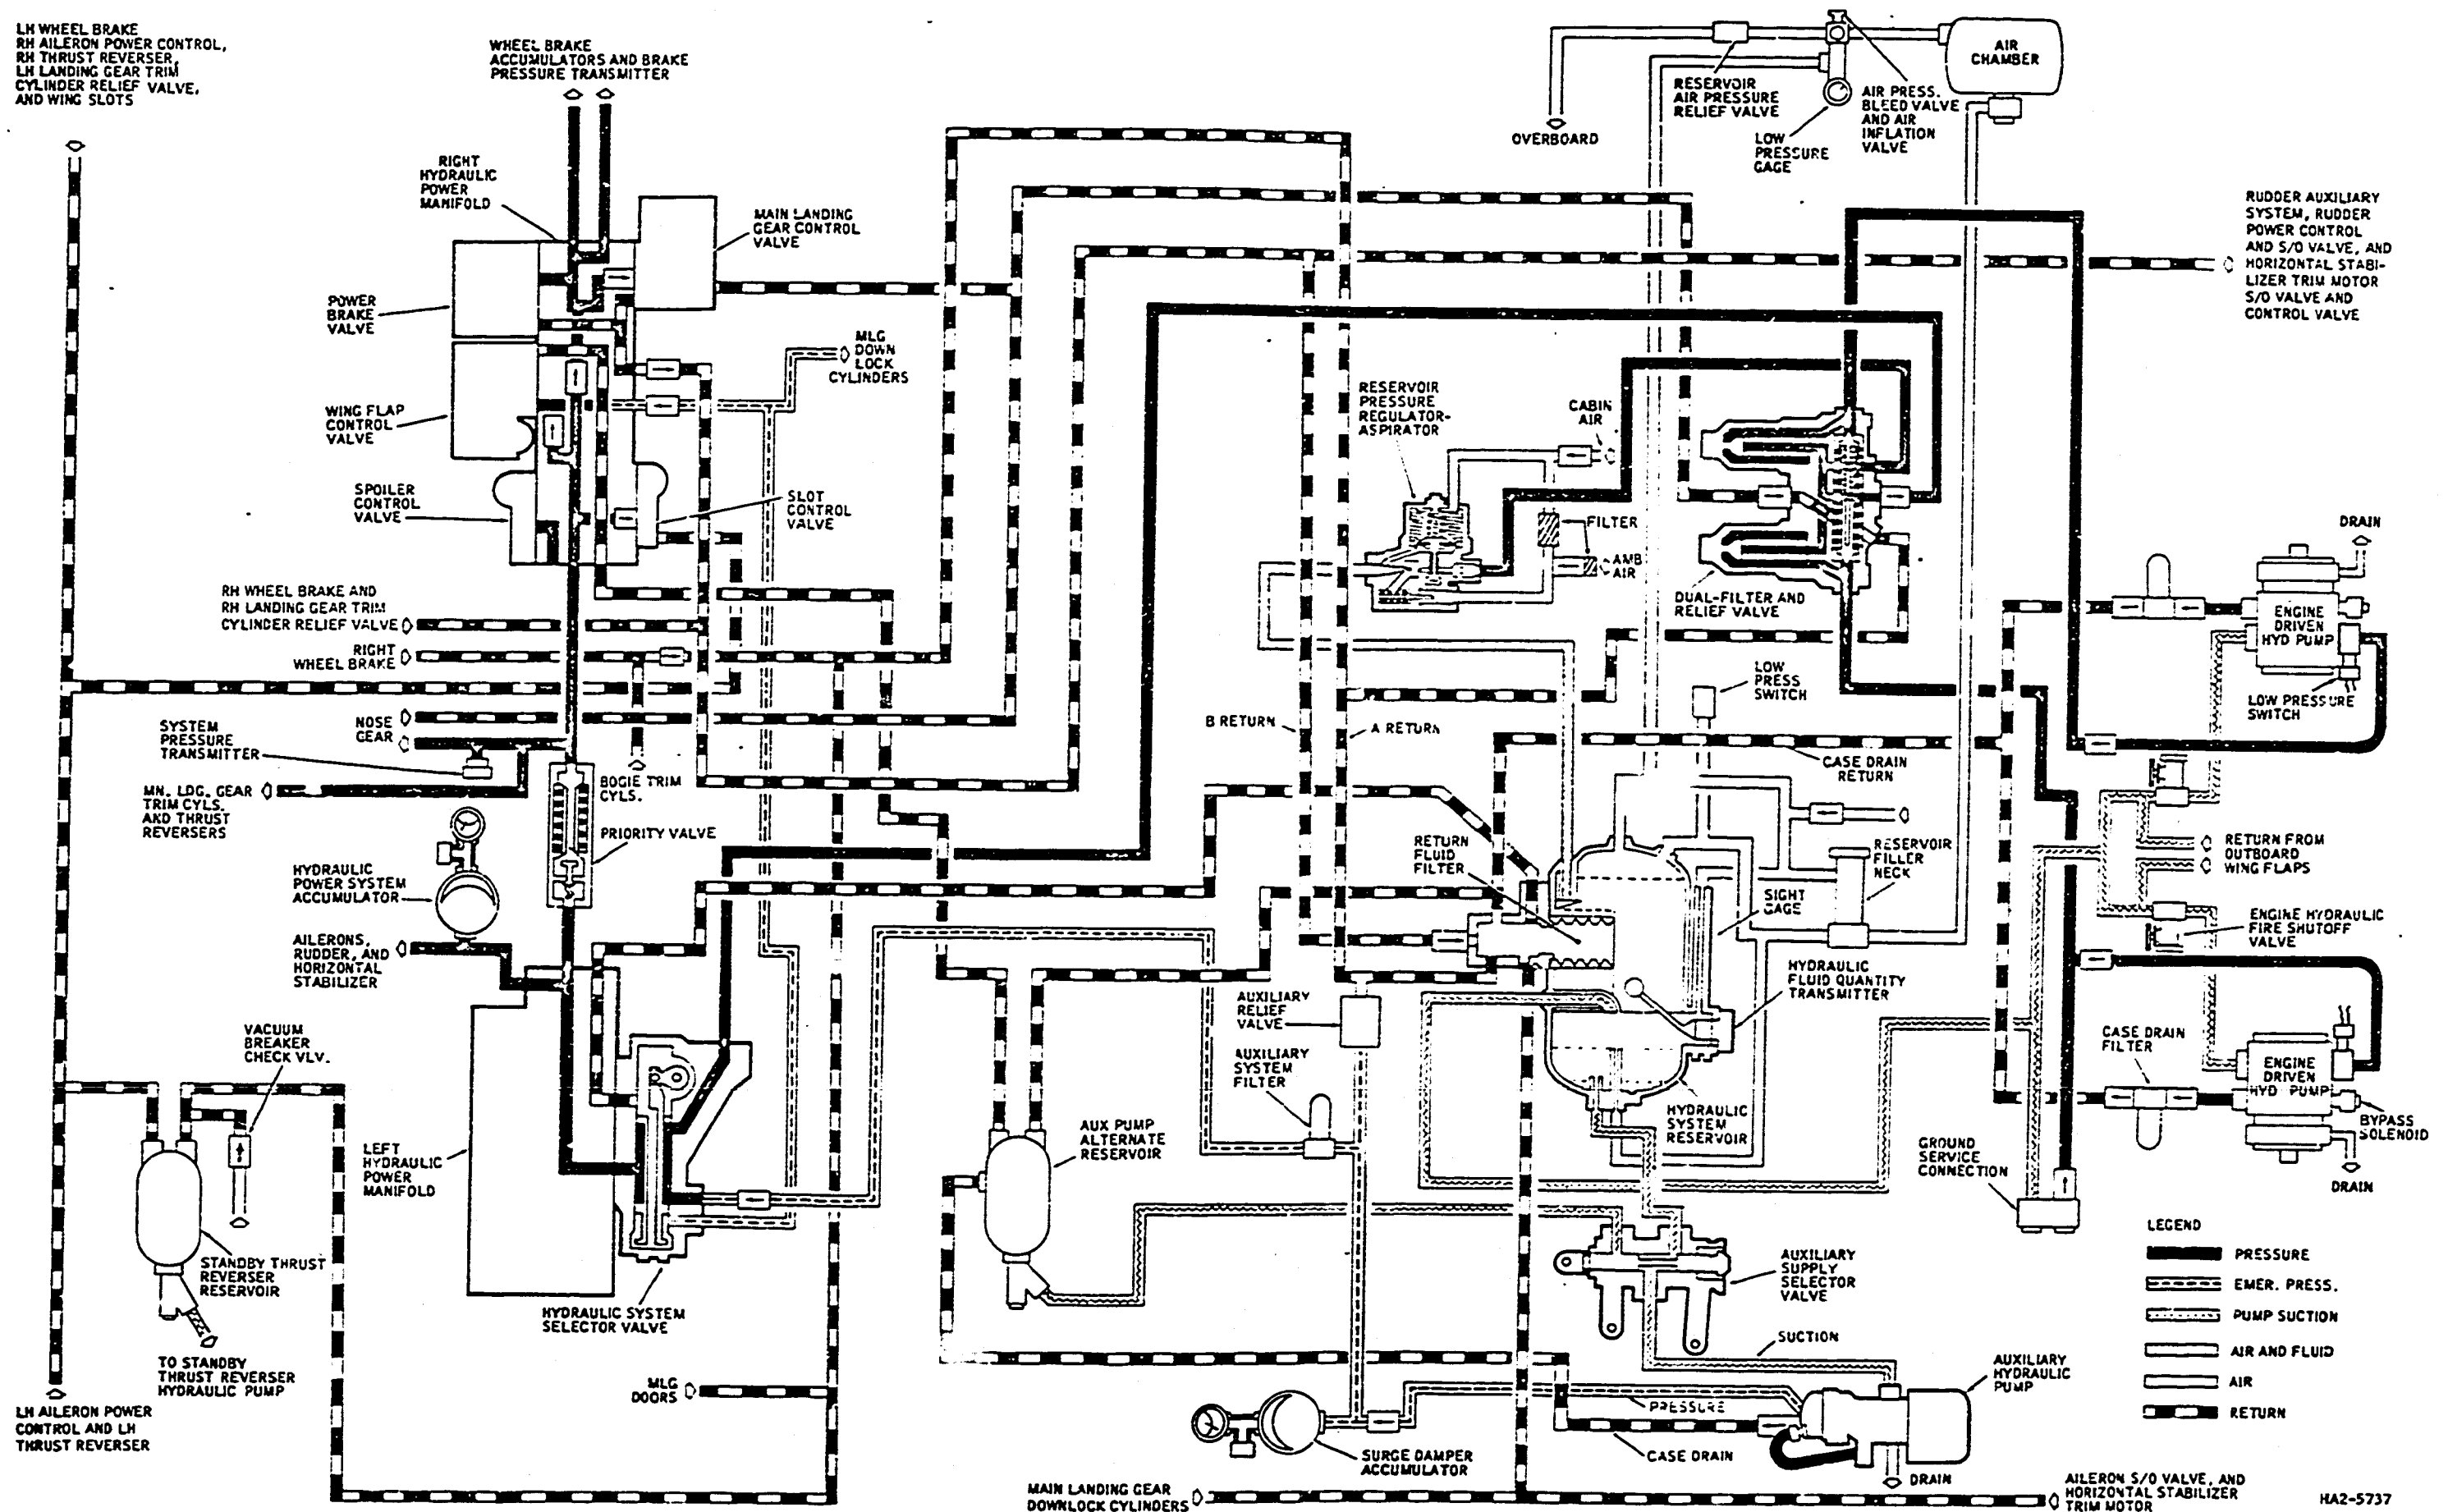 LH WHEEL BRAKE
RH AILERON POWER CONTROL,
RH THRUST REVERSER,
LH LANDING GEAR TRIM
CYLINDER RELIEF VALVE,
AND WING SLOTS
WHEEL BRAKE
ACCUMULATORS AND BRAKE
PRESSURE TRANSMITTER
RIGHT
HYDRAULIC
POWER
MANIFOLD
MAIN LANDING
GEAR CONTROL
VALVE
POWER
BRAKE
VALVE
MLG
DOWN
LOCK
CYLINDERS
WING FLAP
CONTROL
VALVE
SPOILER
CONTROL
VALVE
SLOT
CONTROL
VALVE
RH WHEEL BRAKE AND
RH LANDING GEAR TRIM
CYLINDER RELIEF VALVE
RIGHT
WHEEL BRAKE
NOSE
GEAR
SYSTEM
PRESSURE
TRANSMITTER
MN. LDG. GEAR
TRIM CYLS.
AND THRUST
REVERSERS
BOGIE TRIM
CYLS.
PRIORITY VALVE
HYDRAULIC
POWER SYSTEM
ACCUMULATOR
AILERONS,
RUDDER, AND
HORIZONTAL
STABILIZER
VACUUM
BREAKER
CHECK VLV.
LEFT
HYDRAULIC
POWER
MANIFOLD
STANDBY THRUST
REVERSER
RESERVOIR
TO STANDBY
THRUST REVERSER
HYDRAULIC PUMP
HYDRAULIC SYSTEM
SELECTOR VALVE
LH AILERON POWER
CONTROL AND LH
THRUST REVERSER
MLG
DOORS
OVERBOARD
RESERVOIR
AIR PRESSURE
RELIEF VALVE
LOW
PRESSURE
GAGE
AIR PRESS.
BLEED VALVE
AND AIR
INFLATION
VALVE
AIR
CHAMBER
RUDDER AUXILIARY
SYSTEM, RUDDER
POWER CONTROL
AND S/O VALVE, AND
HORIZONTAL STABI-
LIZER TRIM MOTOR
S/O VALVE AND
CONTROL VALVE
RESERVOIR
PRESSURE
REGULATOR-
ASPIRATOR
CABIN
AIR
FILTER
AMB
AIR
DUAL-FILTER AND
RELIEF VALVE
DRAIN
ENGINE
DRIVEN
HYD PUMP
LOW PRESSURE
SWITCH
LOW
PRESS
SWITCH
B RETURN
A RETURN
CASE DRAIN
RETURN
RETURN
FLUID
FILTER
RESERVOIR
FILLER
NECK
SIGHT
GAGE
RETURN FROM
OUTBOARD
WING FLAPS
ENGINE HYDRAULIC
FIRE SHUTOFF
VALVE
HYDRAULIC
FLUID QUANTITY
TRANSMITTER
AUXILIARY
RELIEF
VALVE
AUXILIARY
SYSTEM
FILTER
CASE DRAIN
FILTER
ENGINE
DRIVEN
HYD PUMP
BYPASS
SOLENOID
DRAIN
AUX PUMP
ALTERNATE
RESERVOIR
HYDRAULIC
SYSTEM
RESERVOIR
GROUND
SERVICE
CONNECTION
AUXILIARY
SUPPLY
SELECTOR
VALVE
SUCTION
AUXILIARY
HYDRAULIC
PUMP
PRESSURE
CASE DRAIN
DRAIN
SURGE DAMPER
ACCUMULATOR
MAIN LANDING GEAR
DOWNLOCK CYLINDERS
AILERON S/O VALVE, AND
HORIZONTAL STABILIZER
TRIM MOTOR
LEGEND
PRESSURE
EMER. PRESS.
PUMP SUCTION
AIR AND FLUID
AIR
RETURN
HA2-5737